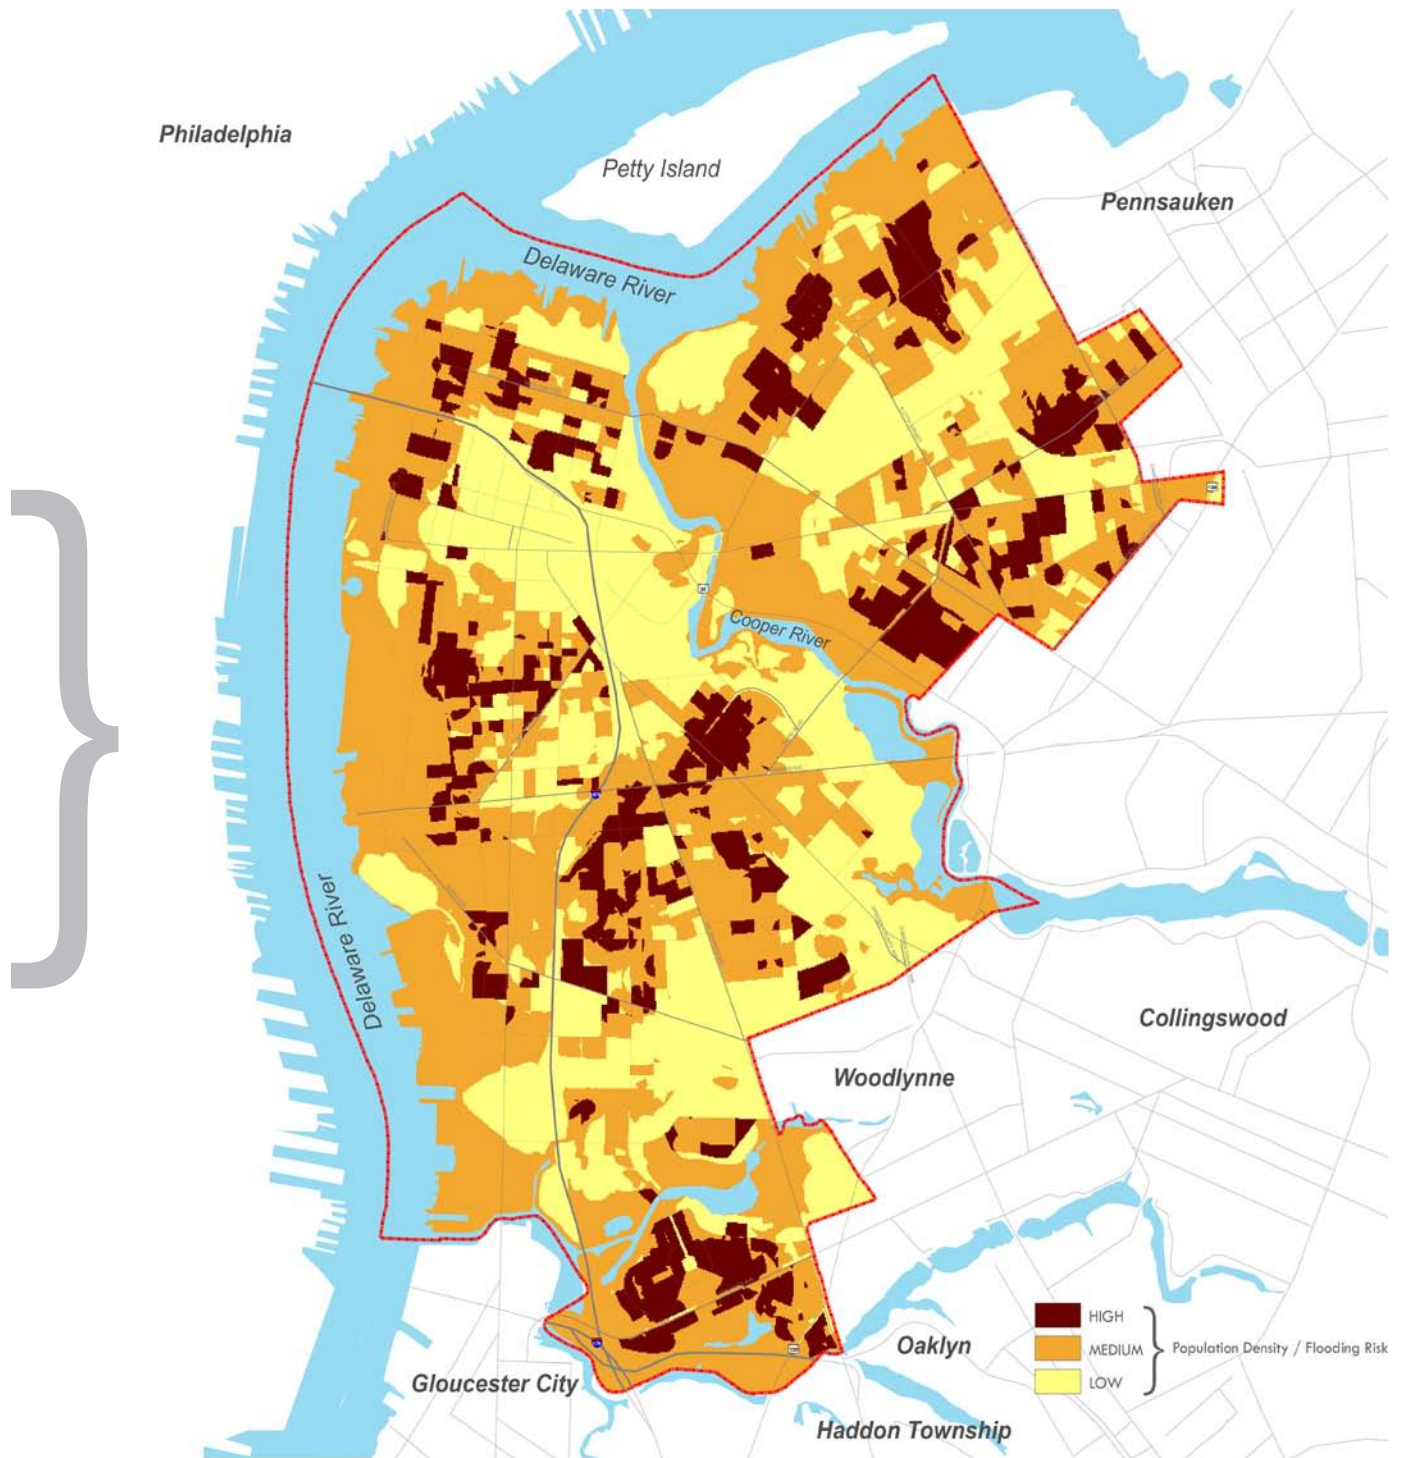 Philadelphia
Petty Island
Pennsauken
Delaware River
Cooper River
Delaware River
Collingswood
Woodlynne
HIGH
MEDIUM
LOW
Population Density / Flooding Risk
Oaklyn
Gloucester City
Haddon Township